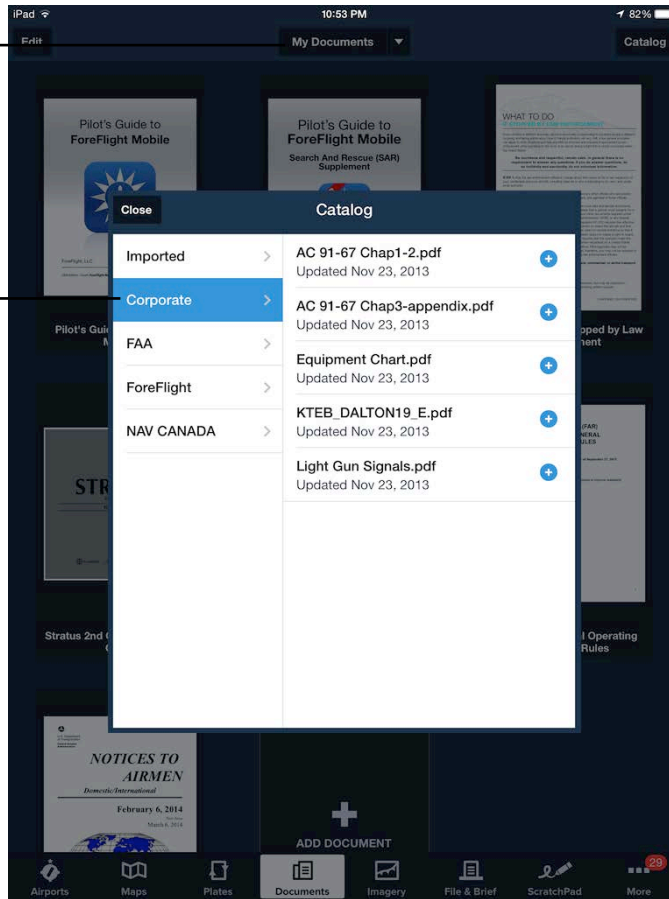 iPad
10:53 PM
82%
Edit
My Documents
Catalog
Pilot's Guide to
ForeFlight Mobile
Pilot's Guide to
ForeFlight Mobile
Search And Rescue (SAR)
Supplement
WHAT TO DO
Close
Catalog
Imported
Corporate
FAA
ForeFlight
NAV CANADA
AC 91-67 Chap1-2.pdf
Updated Nov 23, 2013
AC 91-67 Chap3-appendix.pdf
Updated Nov 23, 2013
Equipment Chart.pdf
Updated Nov 23, 2013
KTEB_DALTON19_E.pdf
Updated Nov 23, 2013
Light Gun Signals.pdf
Updated Nov 23, 2013
Pilot's Gui
pped by Law
ment
STR
(FAR)
NERAL
ULES
Stratus 2nd
l Operating
Rules
NOTICES TO
AIRMEN
Domestic/International
February 6, 2014
ADD DOCUMENT
Airports
Maps
Plates
Documents
Imagery
File & Brief
ScratchPad
29
More